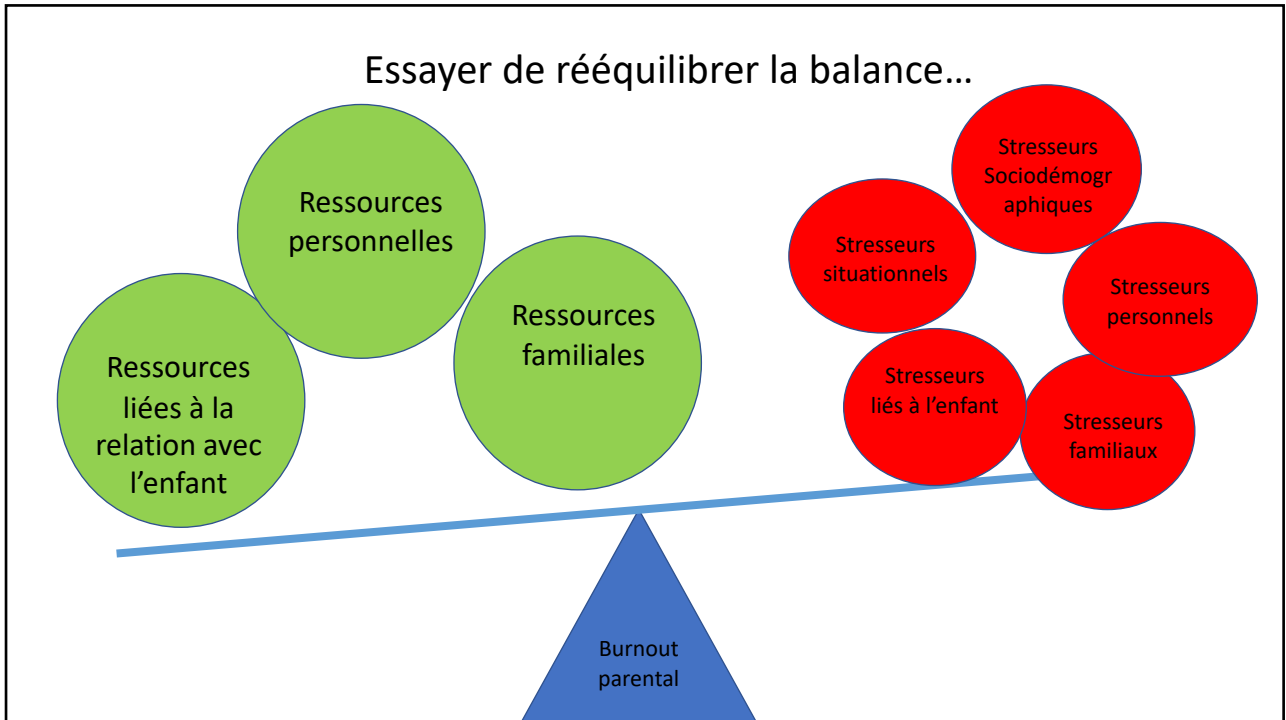 Essayer de rééquilibrer la balance…
Ressources
personnelles
Ressources
familiales
Ressources
liées à la
relation avec
l’enfant
Stresseurs
Sociodémogr
aphiques
Stresseurs
situationnels
Stresseurs
personnels
Stresseurs
liés à l’enfant
Stresseurs
familiaux
Burnout
parental